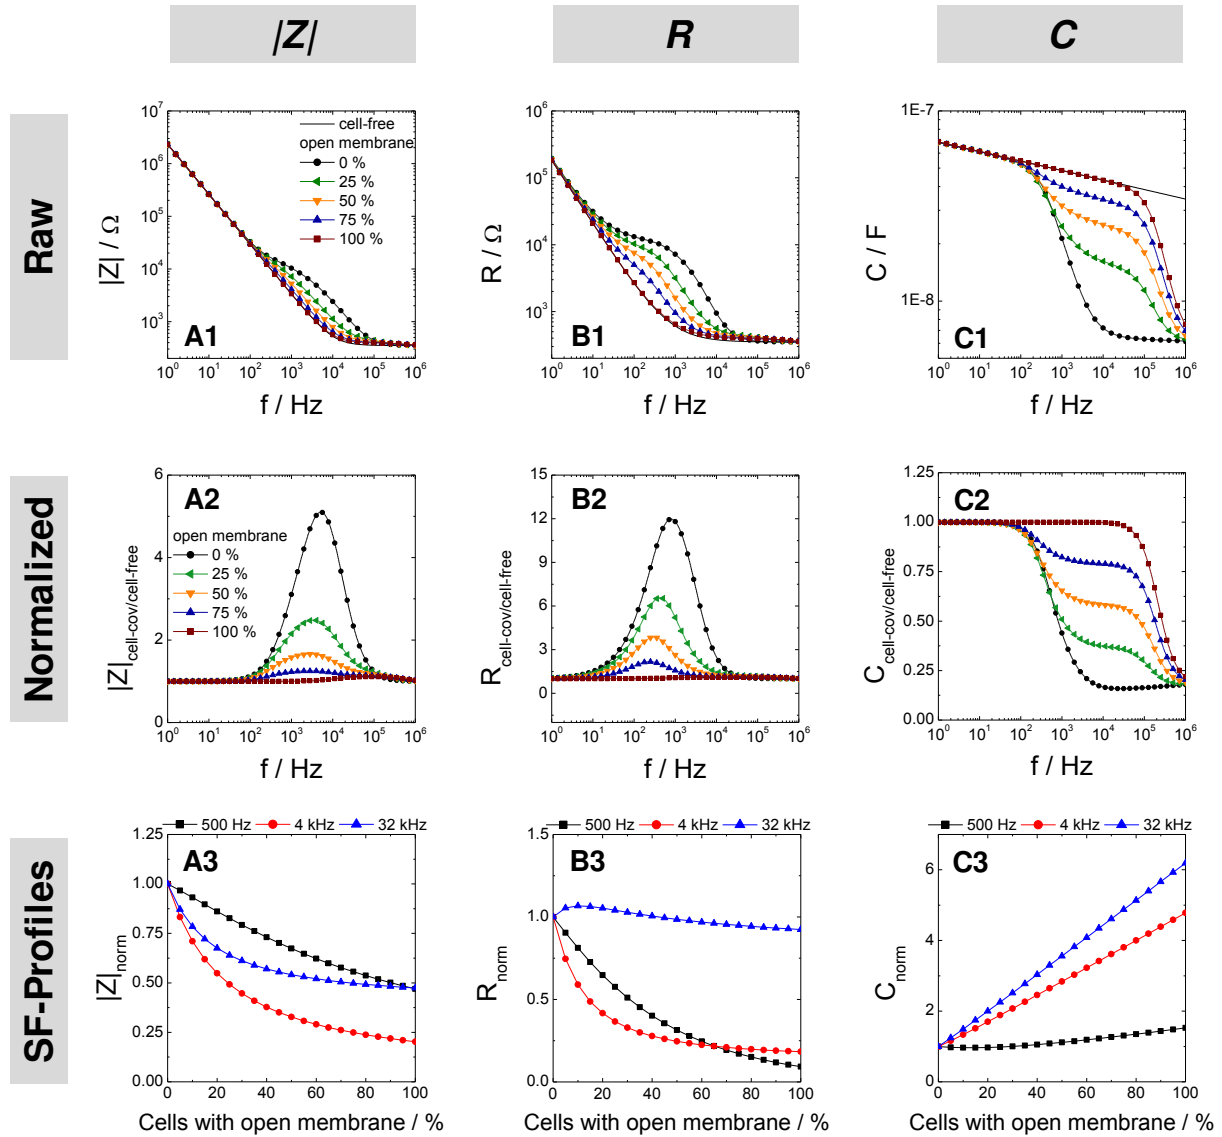 |Z|
R
C
Raw
|Z| / Ω
10^7
10^6
10^5
10^4
10^3
cell-free
open membrane
0 %
25 %
50 %
75 %
100 %
A1
10^0 10^1 10^2 10^3 10^4 10^5 10^6
f / Hz
R / Ω
10^6
10^5
10^4
10^3
B1
10^0 10^1 10^2 10^3 10^4 10^5 10^6
f / Hz
C / F
1E-7
1E-8
C1
10^0 10^1 10^2 10^3 10^4 10^5 10^6
f / Hz
Normalized
|Z|cell-cov/cell-free
6
5
4
3
2
1
0
A2
open membrane
0 %
25 %
50 %
75 %
100 %
10^0 10^1 10^2 10^3 10^4 10^5 10^6
f / Hz
Rcell-cov/cell-free
15
12
9
6
3
0
B2
10^0 10^1 10^2 10^3 10^4 10^5 10^6
f / Hz
Ccell-cov/cell-free
1.25
1.00
0.75
0.50
0.25
0.00
C2
10^0 10^1 10^2 10^3 10^4 10^5 10^6
f / Hz
SF-Profiles
500 Hz 4 kHz 32 kHz
|Z|norm
1.25
1.00
0.75
0.50
0.25
0.00
A3
0 20 40 60 80 100
Cells with open membrane / %
500 Hz 4 kHz 32 kHz
Rnorm
1.5
1.0
0.5
0.0
B3
0 20 40 60 80 100
Cells with open membrane / %
500 Hz 4 kHz 32 kHz
Cnorm
6
4
2
0
C3
0 20 40 60 80 100
Cells with open membrane / %